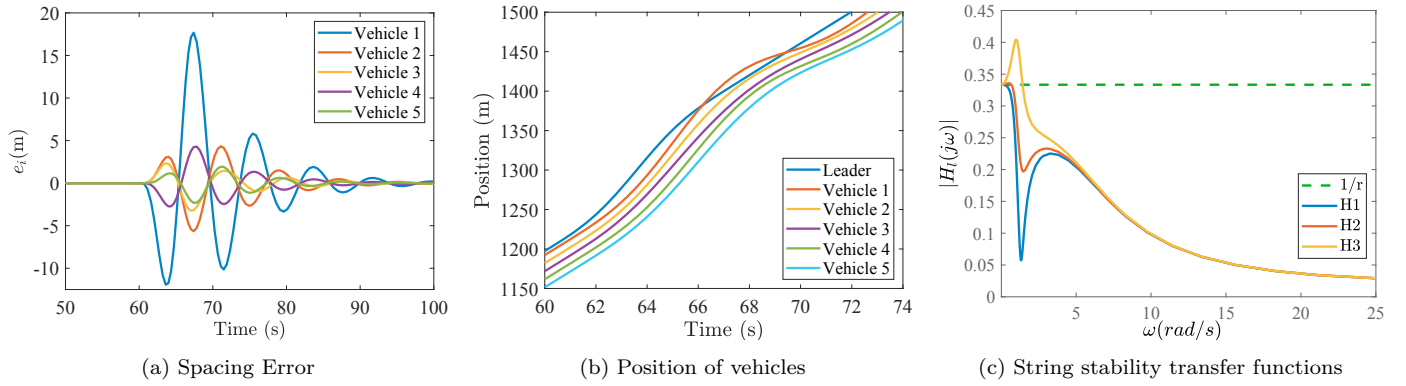 20
15
10
5
0
-5
-10
50
60
70
80
90
100
e_i(m)
Time (s)
Vehicle 1
Vehicle 2
Vehicle 3
Vehicle 4
Vehicle 5
(a) Spacing Error
1500
1450
1400
1350
1300
1250
1200
1150
60
62
64
66
68
70
72
74
Position (m)
Time (s)
Leader
Vehicle 1
Vehicle 2
Vehicle 3
Vehicle 4
Vehicle 5
(b) Position of vehicles
0.45
0.4
0.35
0.3
0.25
0.2
0.15
0.1
0.05
0
5
10
15
20
25
|H_l(jω)|
ω(rad/s)
1/r
H1
H2
H3
(c) String stability transfer functions